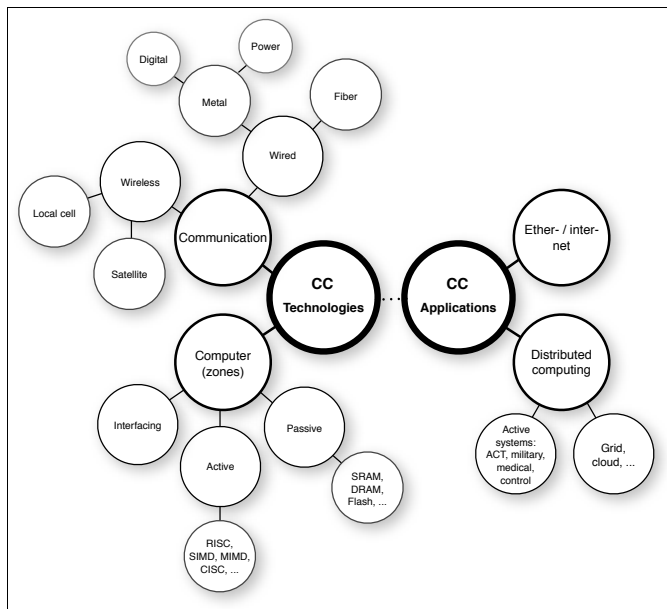 Digital
Power
Metal
Fiber
Wired
Wireless
Local cell
Satellite
Communication
CC
Technologies
...
CC
Applications
Ether- / inter-
net
Computer
(zones)
Distributed
computing
Interfacing
Active
Passive
SRAM,
DRAM,
Flash, ...
RISC,
SIMD, MIMD,
CISC, ...
Active
systems:
ACT, military,
medical,
control
Grid,
cloud, ...